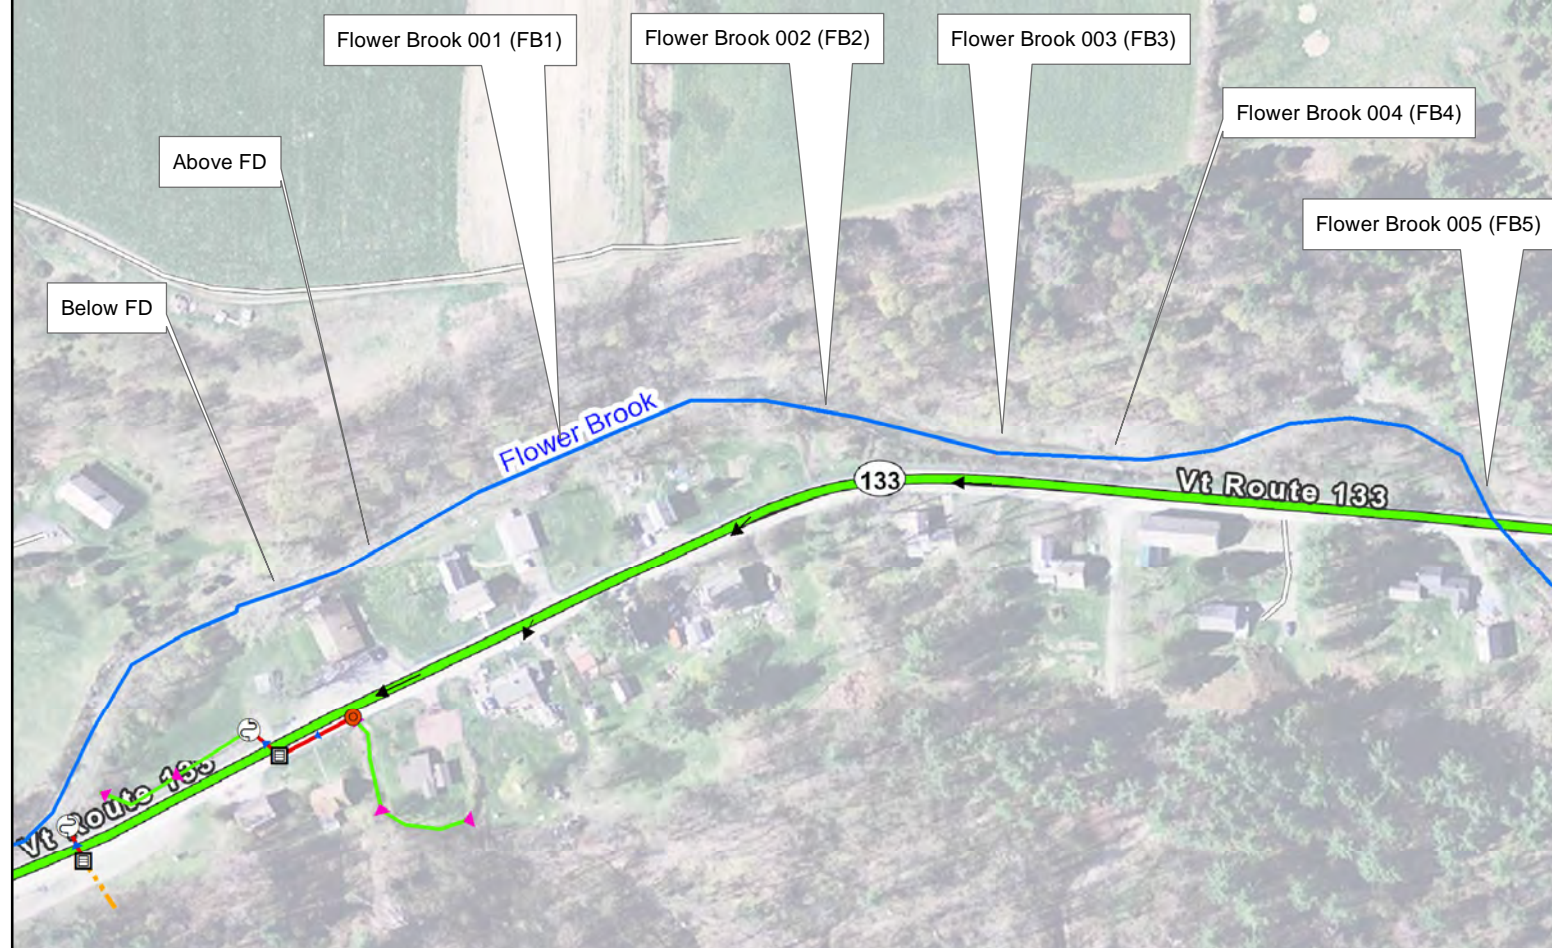 Flower Brook 001 (FB1)
Flower Brook 002 (FB2)
Flower Brook 003 (FB3)
Flower Brook 004 (FB4)
Above FD
Flower Brook 005 (FB5)
Below FD
Flower Brook
133
Vt Route 133
Vt Route 133